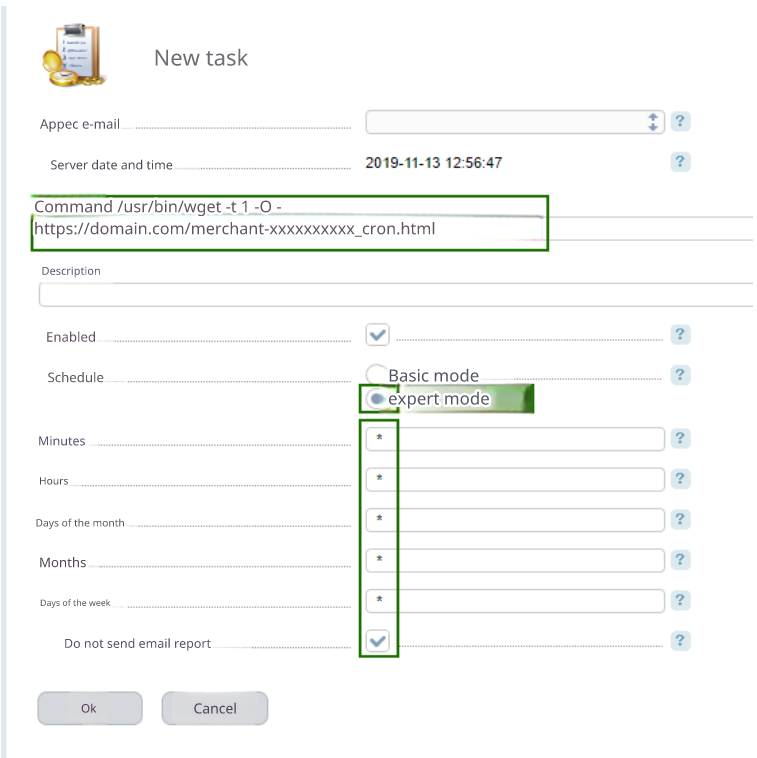 New task
Appec e-mail ?
Server date and time 2019-11-13 12:56:47 ?
Command /usr/bin/wget -t 1 -O -
https://domain.com/merchant-xxxxxxxxxx_cron.html
Description
Enabled ?
Schedule Basic mode ?
expert mode
Minutes * ?
Hours * ?
Days of the month * ?
Months * ?
Days of the week * ?
Do not send email report ?
Ok Cancel